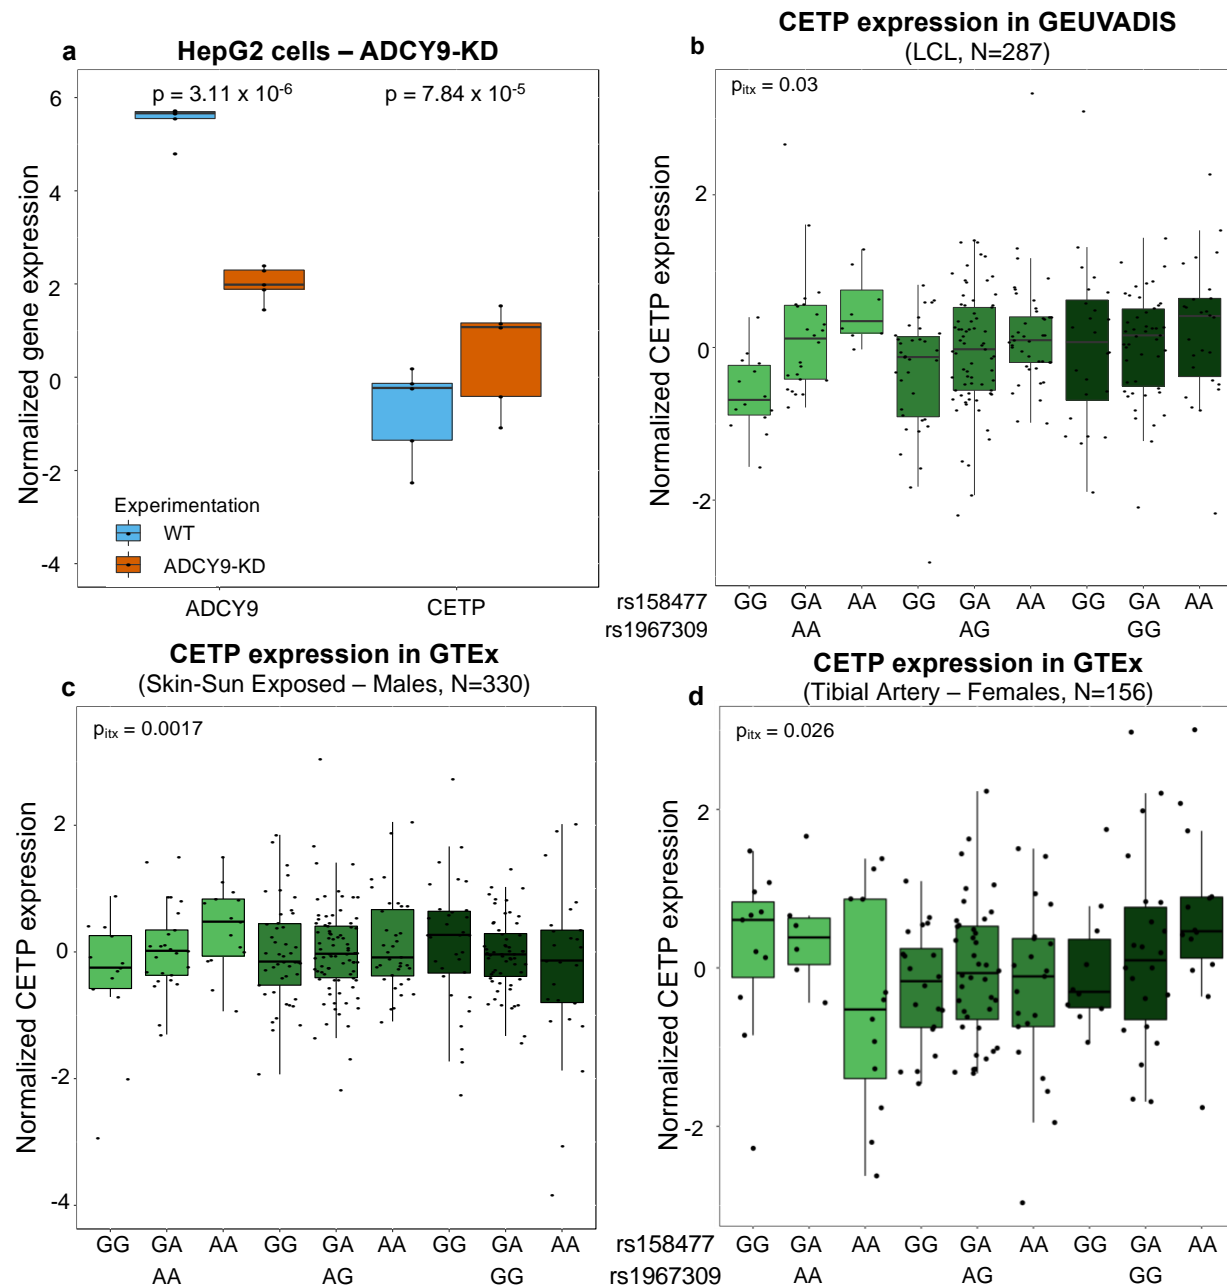 a
HepG2 cells – ADCY9-KD
p = 3.11 x 10-6
p = 7.84 x 10-5
Normalized gene expression
6
4
2
0
-2
-4
Experimentation
WT
ADCY9-KD
ADCY9
CETP
b
CETP expression in GEUVADIS
(LCL, N=287)
pitx = 0.03
Normalized CETP expression
2
0
-2
rs158477 GG GA AA GG GA AA GG GA AA
rs1967309 AA AG GG
c
CETP expression in GTEx
(Skin-Sun Exposed – Males, N=330)
pitx = 0.0017
Normalized CETP expression
2
0
-2
-4
GG GA AA GG GA AA GG GA AA
AA AG GG
d
CETP expression in GTEx
(Tibial Artery – Females, N=156)
pitx = 0.026
Normalized CETP expression
2
0
-2
rs158477 GG GA AA GG GA AA GG GA AA
rs1967309 AA AG GG